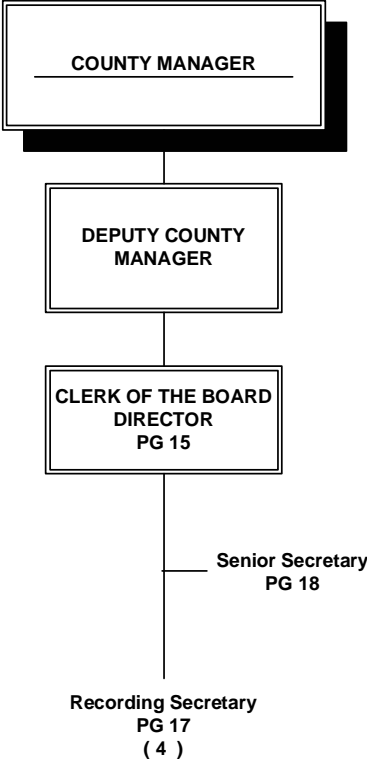 COUNTY MANAGER
DEPUTY COUNTY
MANAGER
CLERK OF THE BOARD
DIRECTOR
PG 15
Senior Secretary
PG 18
Recording Secretary
PG 17
( 4 )